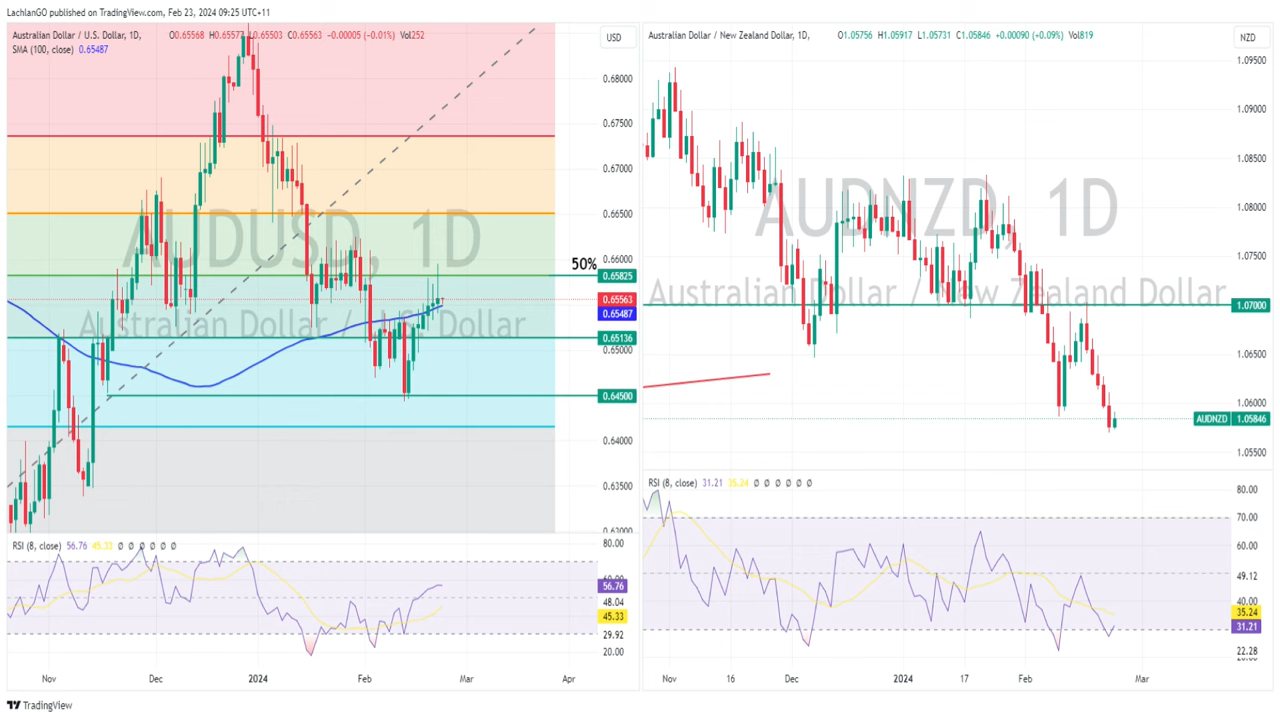 LachlanGO published on TradingView.com, Feb 23, 2024 09:25 UTC+11
Australian Dollar / U.S. Dollar, 1D, O0.65568 H0.65577 L0.65503 C0.65563 −0.00005 (−0.01%) Vol252
SMA (100, close) 0.65487
USD
0.68000
0.67500
0.67000
0.66500
0.66000
50%
0.65825
0.65563
0.65487
0.65136
0.65000
0.64500
0.64000
0.63500
0.63000
AUDUSD, 1D
Australian Dollar / U.S. Dollar
RSI (8, close) 56.76 45.33 Ø Ø Ø Ø Ø Ø
80.00
60.00
56.76
48.04
45.33
29.92
20.00
Nov Dec 2024 Feb Mar Apr
Australian Dollar / New Zealand Dollar, 1D, O1.05756 H1.05917 L1.05731 C1.05846 +0.00090 (+0.09%) Vol819
NZD
1.09500
1.09000
1.08500
1.08000
1.07500
1.07000
1.06500
1.06000
AUDNZD 1.05846
1.05500
AUDNZD, 1D
Australian Dollar / New Zealand Dollar
RSI (8, close) 31.21 35.24 Ø Ø Ø Ø Ø Ø
80.00
70.00
60.00
49.12
40.00
35.24
31.21
22.28
Nov 16 Dec 2024 17 Feb Mar
TradingView